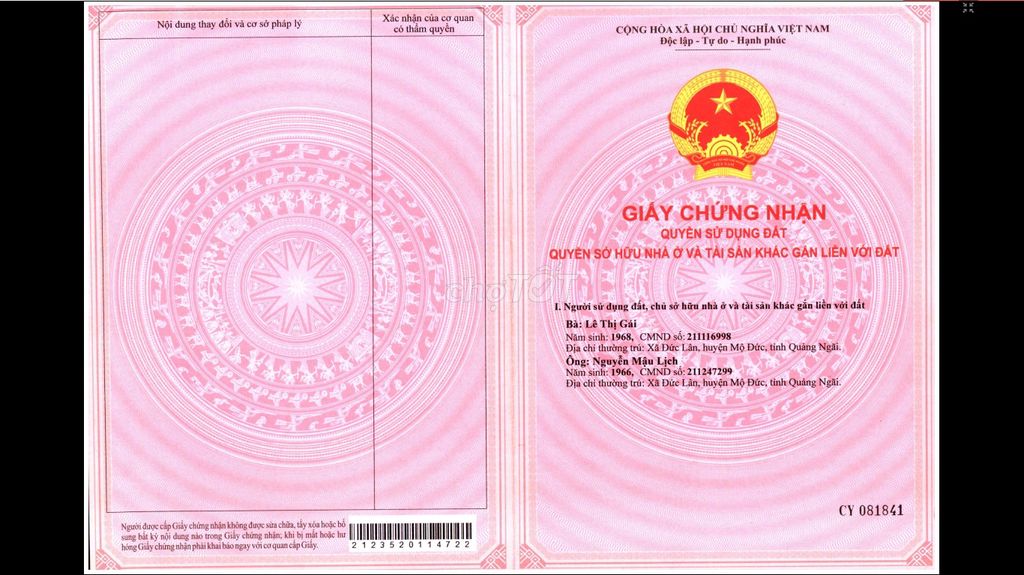 Nội dung thay đổi và cơ sở pháp lý
Xác nhận của cơ quan
có thẩm quyền
Người được cấp Giấy chứng nhận không được sửa chữa, tẩy xóa hoặc bổ
sung bất kỳ nội dung nào trong Giấy chứng nhận; khi bị mất hoặc hư
hỏng Giấy chứng nhận phải khai báo ngay với cơ quan cấp Giấy.
2123520114722
CỘNG HÒA XÃ HỘI CHỦ NGHĨA VIỆT NAM
Độc lập - Tự do - Hạnh phúc
VIỆT NAM
GIẤY CHỨNG NHẬN
QUYỀN SỬ DỤNG ĐẤT
QUYỀN SỞ HỮU NHÀ Ở VÀ TÀI SẢN KHÁC GẮN LIỀN VỚI ĐẤT
chợTỐT
I. Người sử dụng đất, chủ sở hữu nhà ở và tài sản khác gắn liền với đất
Bà: Lê Thị Gái
Năm sinh: 1968, CMND số: 211116998
Địa chỉ thường trú: Xã Đức Lân, huyện Mộ Đức, tỉnh Quảng Ngãi.
Ông: Nguyễn Mậu Lịch
Năm sinh: 1966, CMND số: 211247299
Địa chỉ thường trú: Xã Đức Lân, huyện Mộ Đức, tỉnh Quảng Ngãi.
CY 081841